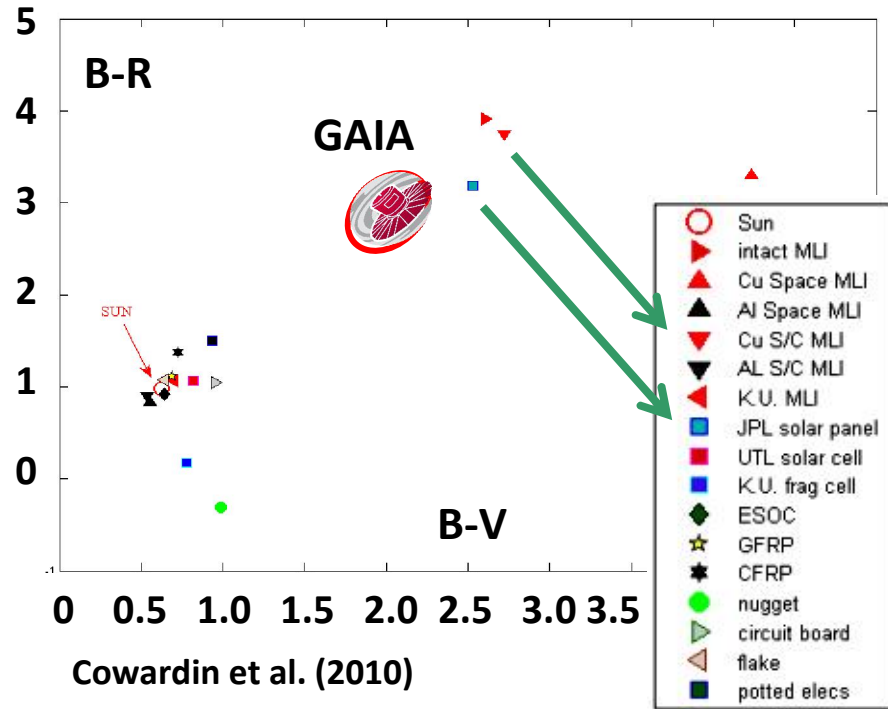 5
B-R
4
GAIA
3
2
SUN
1
0
B-V
-1
0 0.5 1.0 1.5 2.0 2.5 3.0 3.5
Cowardin et al. (2010)
Sun
intact MLI
Cu Space MLI
Al Space MLI
Cu S/C MLI
AL S/C MLI
K.U. MLI
JPL solar panel
UTL solar cell
K.U. frag cell
ESOC
GFRP
CFRP
nugget
circuit board
flake
potted elecs